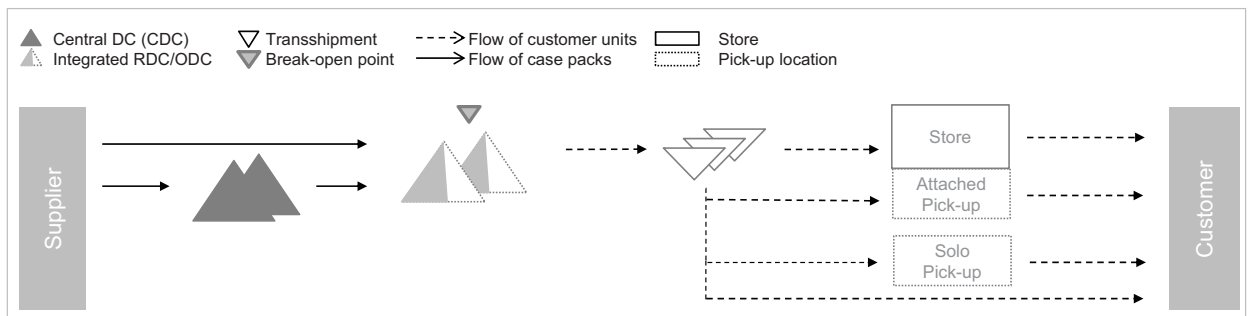 Central DC (CDC)
Transshipment
Flow of customer units
Store
Integrated RDC/ODC
Break-open point
Flow of case packs
Pick-up location
Supplier
Store
Attached
Pick-up
Solo
Pick-up
Customer